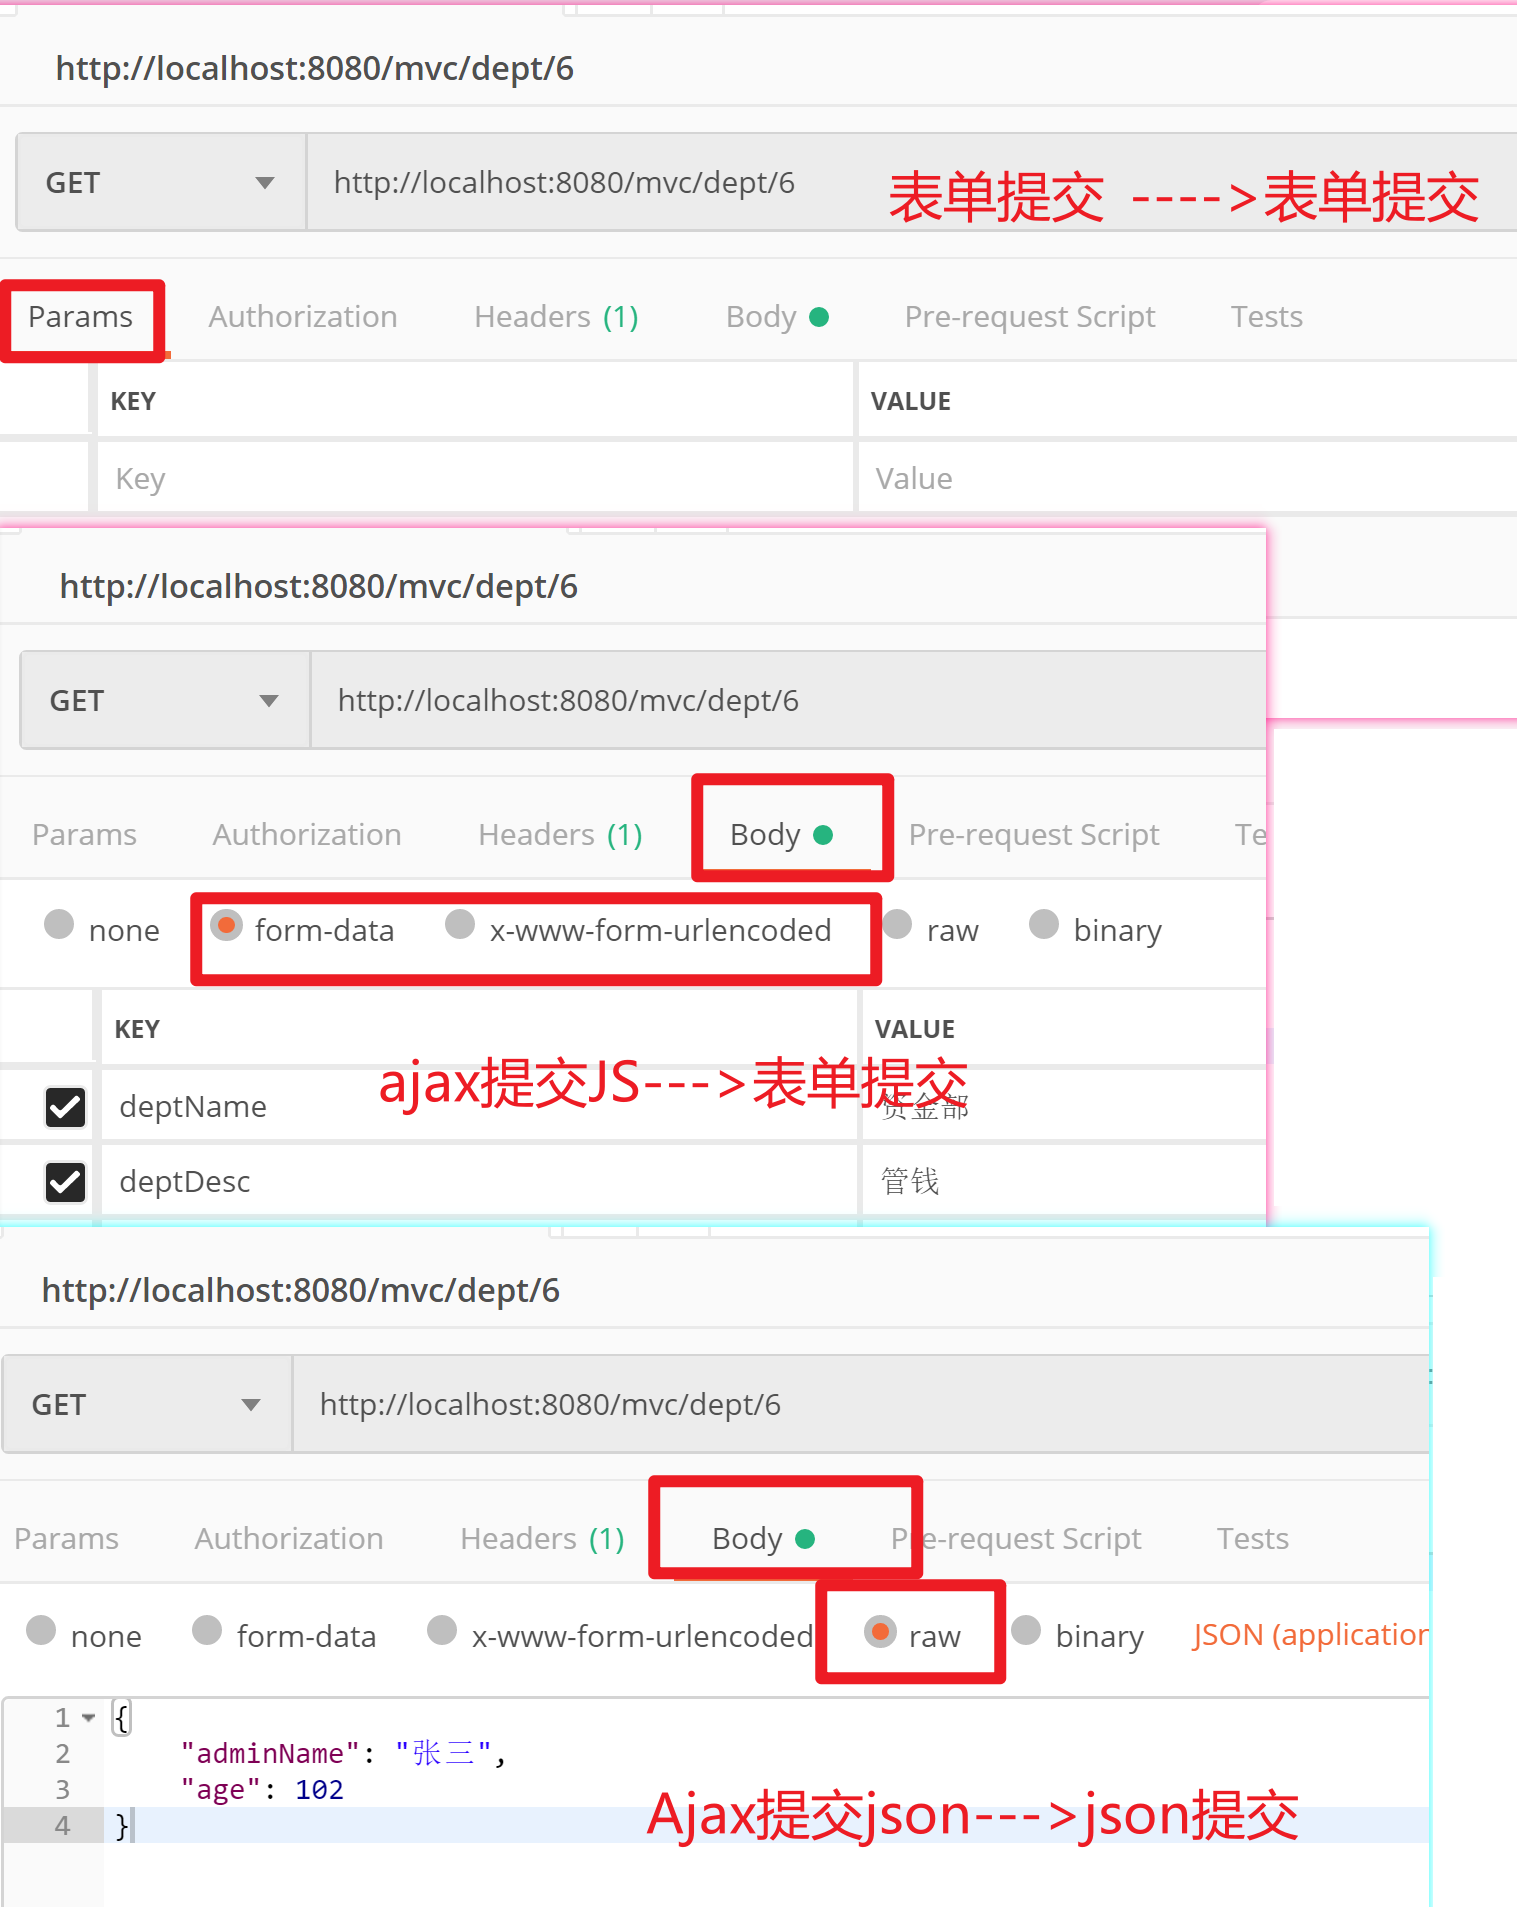 http://localhost:8080/mvc/dept/6
GET http://localhost:8080/mvc/dept/6 表单提交 ---->表单提交
Params Authorization Headers (1) Body Pre-request Script Tests
KEY VALUE
Key Value
http://localhost:8080/mvc/dept/6
GET http://localhost:8080/mvc/dept/6
Params Authorization Headers (1) Body Pre-request Script Te
none form-data x-www-form-urlencoded raw binary
KEY VALUE
ajax提交JS--->表单提交
deptName 资金部
deptDesc 管钱
http://localhost:8080/mvc/dept/6
GET http://localhost:8080/mvc/dept/6
Params Authorization Headers (1) Body Pre-request Script Tests
none form-data x-www-form-urlencoded raw binary JSON (application
1 {
2 "adminName": "张三",
3 "age": 102
4 }
Ajax提交json--->json提交